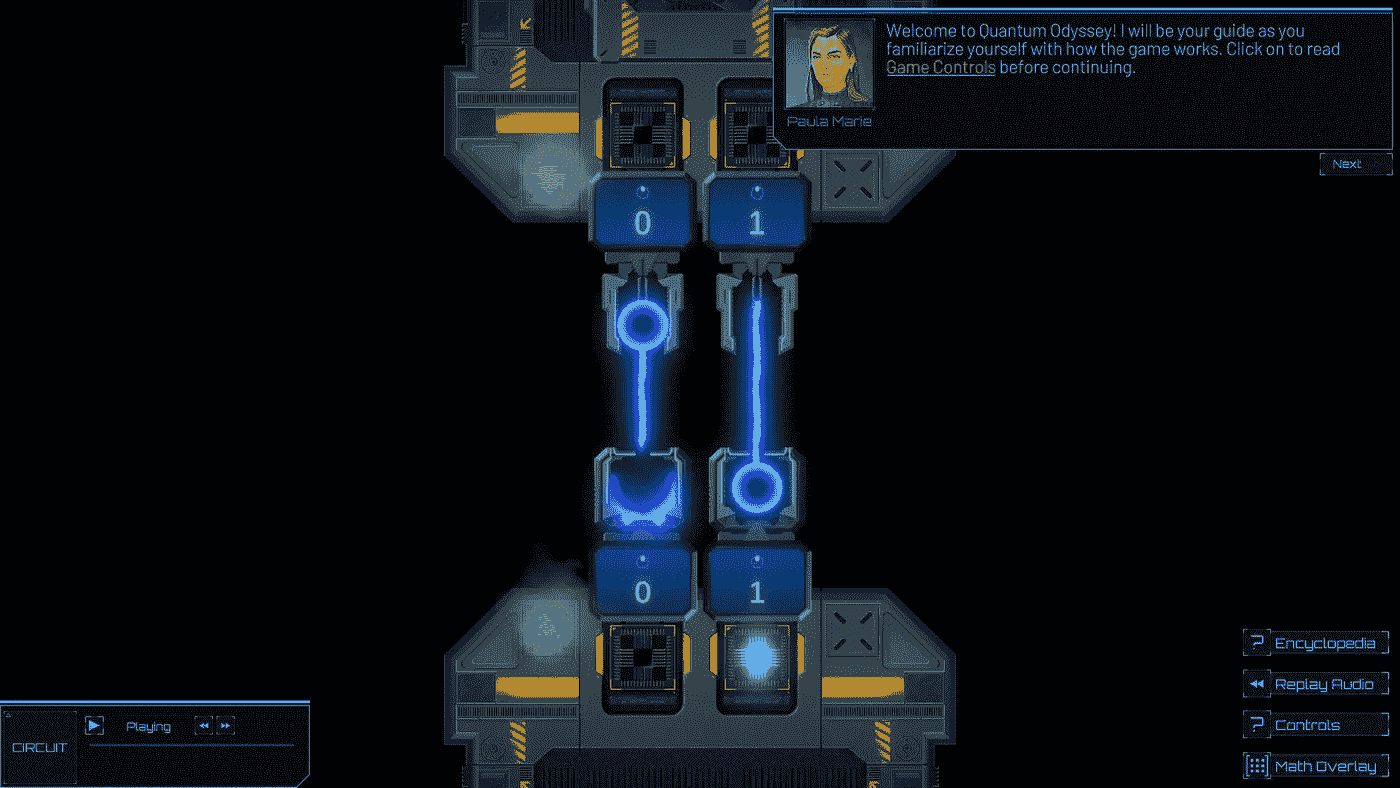 Welcome to Quantum Odyssey! I will be your guide as you
familiarize yourself with how the game works. Click on to read
Game Controls before continuing.
Paula Marie
Next
0 1
0 1
Encyclopedia
Replay Audio
Controls
Math Overlay
CIRCUIT
Playing